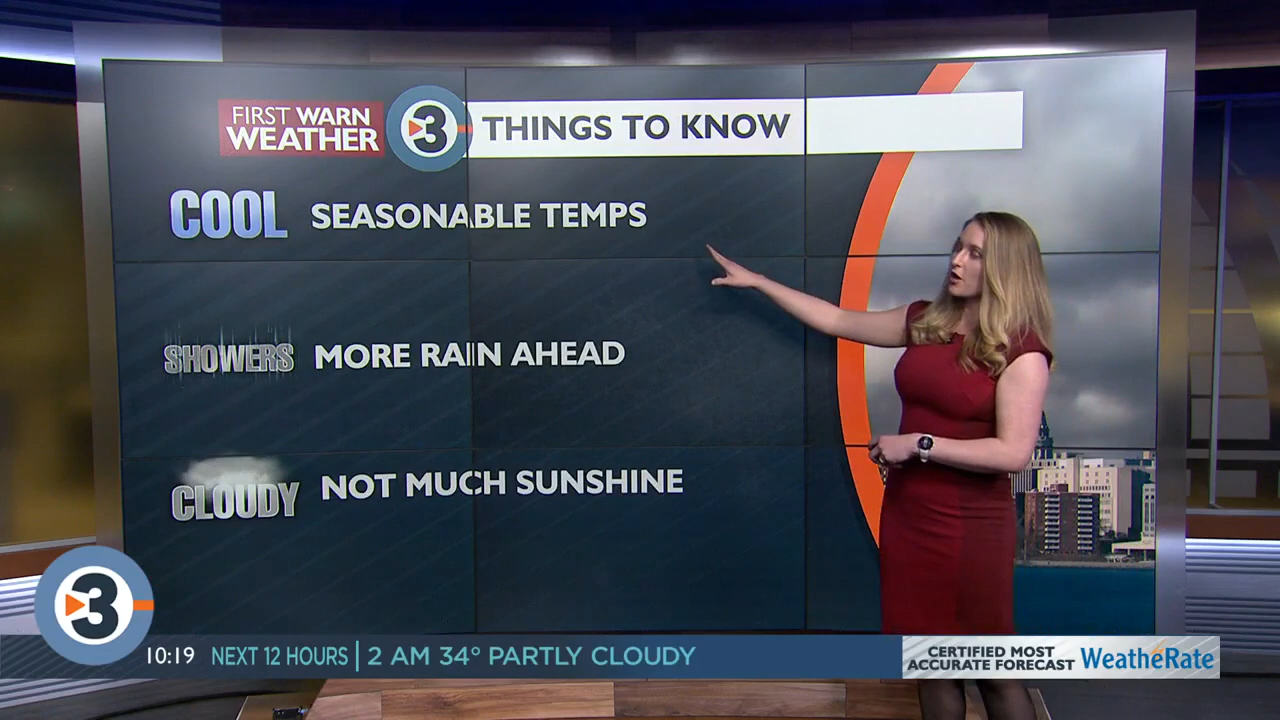 FIRST WARN
WEATHER
3 THINGS TO KNOW
COOL SEASONABLE TEMPS
SHOWERS MORE RAIN AHEAD
CLOUDY NOT MUCH SUNSHINE
3
10:19 NEXT 12 HOURS | 2 AM 34° PARTLY CLOUDY
CERTIFIED MOST
ACCURATE FORECAST WeatheRate